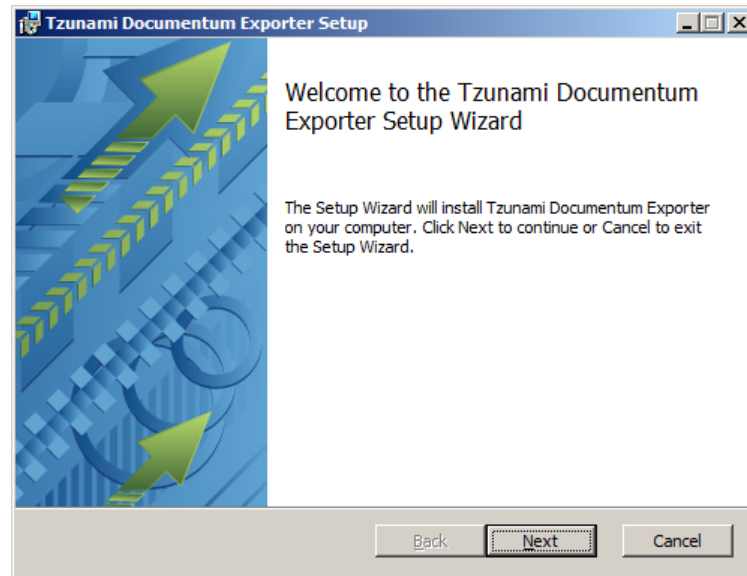 Tzunami Documentum Exporter Setup
Welcome to the Tzunami Documentum
Exporter Setup Wizard
The Setup Wizard will install Tzunami Documentum Exporter
on your computer. Click Next to continue or Cancel to exit
the Setup Wizard.
Back Next Cancel